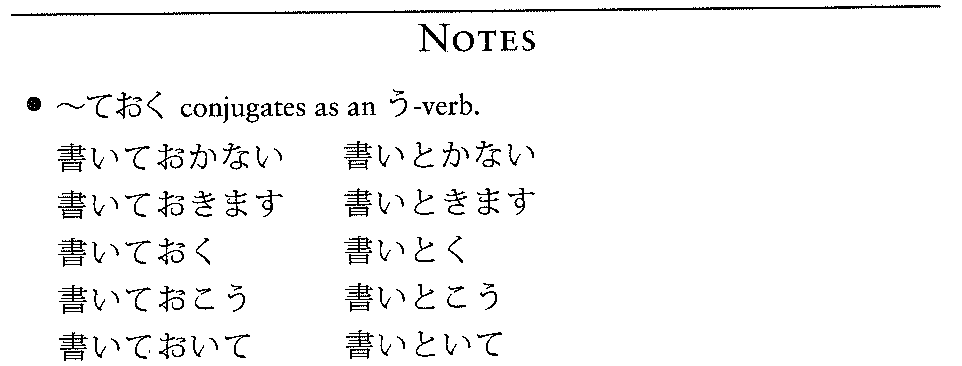 NOTES
● 〜ておく conjugates as an う-verb.
書いておかない 書いとかない
書いておきます 書いときます
書いておく 書いとく
書いておこう 書いとこう
書いておいて 書いといて